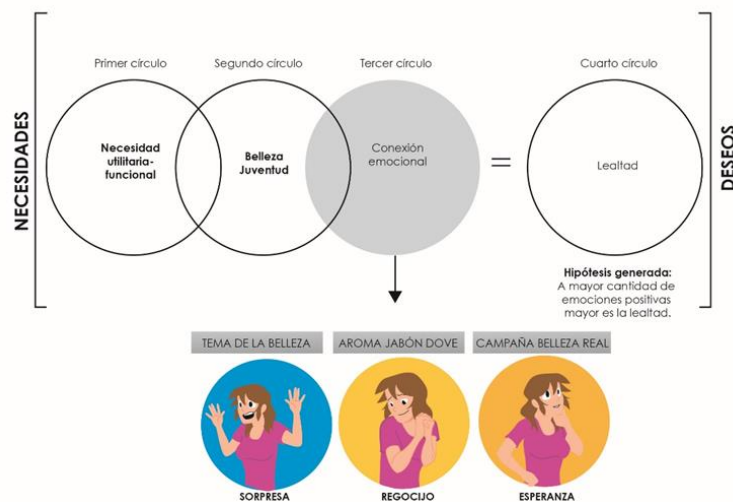 Primer círculo
Segundo círculo
Tercer círculo
Cuarto círculo
NECESIDADES
Necesidad
utilitaria-
funcional
Belleza
Juventud
Conexión
emocional
=
Lealtad
DESEOS
Hipótesis generada:
A mayor cantidad de
emociones positivas
mayor es la lealtad.
TEMA DE LA BELLEZA
AROMA JABÓN DOVE
CAMPAÑA BELLEZA REAL
SORPRESA
REGOCIJO
ESPERANZA